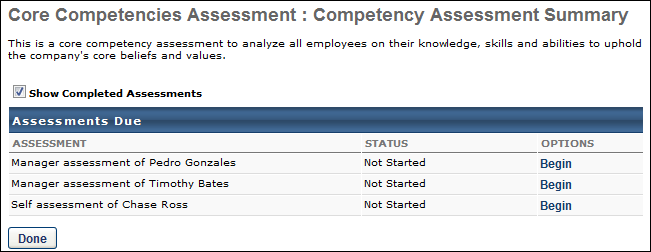 Core Competencies Assessment : Competency Assessment Summary
This is a core competency assessment to analyze all employees on their knowledge, skills and abilities to uphold
the company's core beliefs and values.
Show Completed Assessments
Assessments Due
ASSESSMENT STATUS OPTIONS
Manager assessment of Pedro Gonzales Not Started Begin
Manager assessment of Timothy Bates Not Started Begin
Self assessment of Chase Ross Not Started Begin
Done